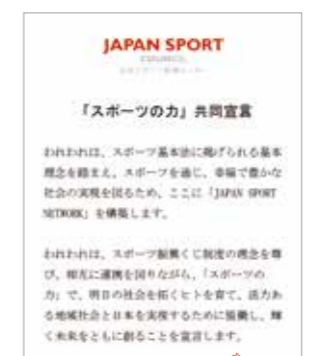 JAPAN SPORT
COUNCIL
「スポーツの力」共同宣言
われわれは、スポーツ基本法に掲げられる基本
理念を踏まえ、スポーツを通じ、幸福で豊かな
社会の実現を図るため、ここに「JAPAN SPORT
NETWORK」を構築します。
われわれは、スポーツ振興くじ制度の理念を尊
び、相互に連携を図りながら、「スポーツの
力」で、明日の社会を拓くヒトを育て、活力あ
る地域社会と日本を実現するために協働し、輝
く未来をともに創ることを宣言します。